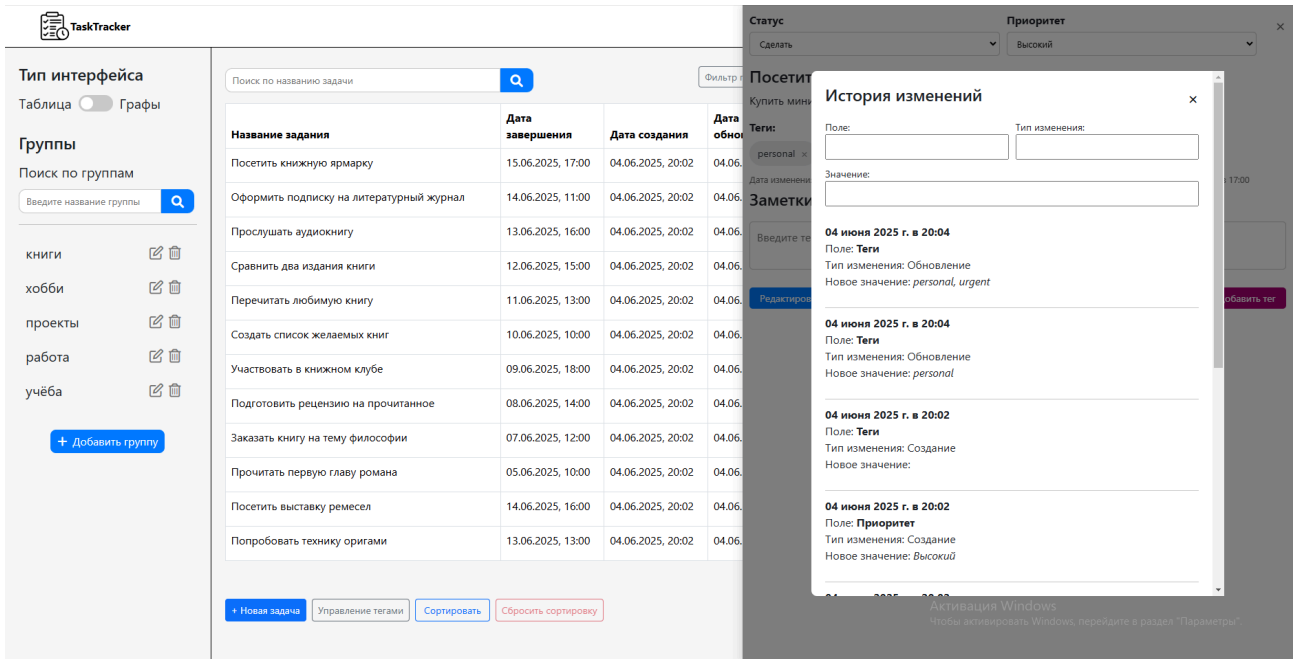 TaskTracker
Тип интерфейса
Таблица Графы
Группы
Поиск по группам
Введите название группы
книги
хобби
проекты
работа
учёба
+ Добавить группу
Поиск по названию задачи
Фильтр
Название задания Дата завершения Дата создания Дата
Посетить книжную ярмарку 15.06.2025, 17:00 04.06.2025, 20:02 04.06.
Оформить подписку на литературный журнал 14.06.2025, 11:00 04.06.2025, 20:02 04.06.
Прослушать аудиокнигу 13.06.2025, 16:00 04.06.2025, 20:02 04.06.
Сравнить два издания книги 12.06.2025, 15:00 04.06.2025, 20:02 04.06.
Перечитать любимую книгу 11.06.2025, 13:00 04.06.2025, 20:02 04.06.
Создать список желаемых книг 10.06.2025, 10:00 04.06.2025, 20:02 04.06.
Участвовать в книжном клубе 09.06.2025, 18:00 04.06.2025, 20:02 04.06.
Подготовить рецензию на прочитанное 08.06.2025, 14:00 04.06.2025, 20:02 04.06.
Заказать книгу на тему философии 07.06.2025, 12:00 04.06.2025, 20:02 04.06.
Прочитать первую главу романа 05.06.2025, 10:00 04.06.2025, 20:02 04.06.
Посетить выставку ремесел 14.06.2025, 16:00 04.06.2025, 20:02 04.06.
Попробовать технику оригами 13.06.2025, 13:00 04.06.2025, 20:02 04.06.
+ Новая задача Управление тегами Сортировать Сбросить сортировку
Статус Приоритет
Сделать Высокий
Посетит
Купить мини
Теги:
personal ×
Дата изменени 17:00
Заметки
Введите те
Редактиров обавить тег
История изменений
Поле: Тип изменения:
Значение:
04 июня 2025 г. в 20:04
Поле: Теги
Тип изменения: Обновление
Новое значение: personal, urgent
04 июня 2025 г. в 20:04
Поле: Теги
Тип изменения: Обновление
Новое значение: personal
04 июня 2025 г. в 20:02
Поле: Теги
Тип изменения: Создание
Новое значение:
04 июня 2025 г. в 20:02
Поле: Приоритет
Тип изменения: Создание
Новое значение: Высокий
Активация Windows
Чтобы активировать Windows, перейдите в раздел "Параметры".